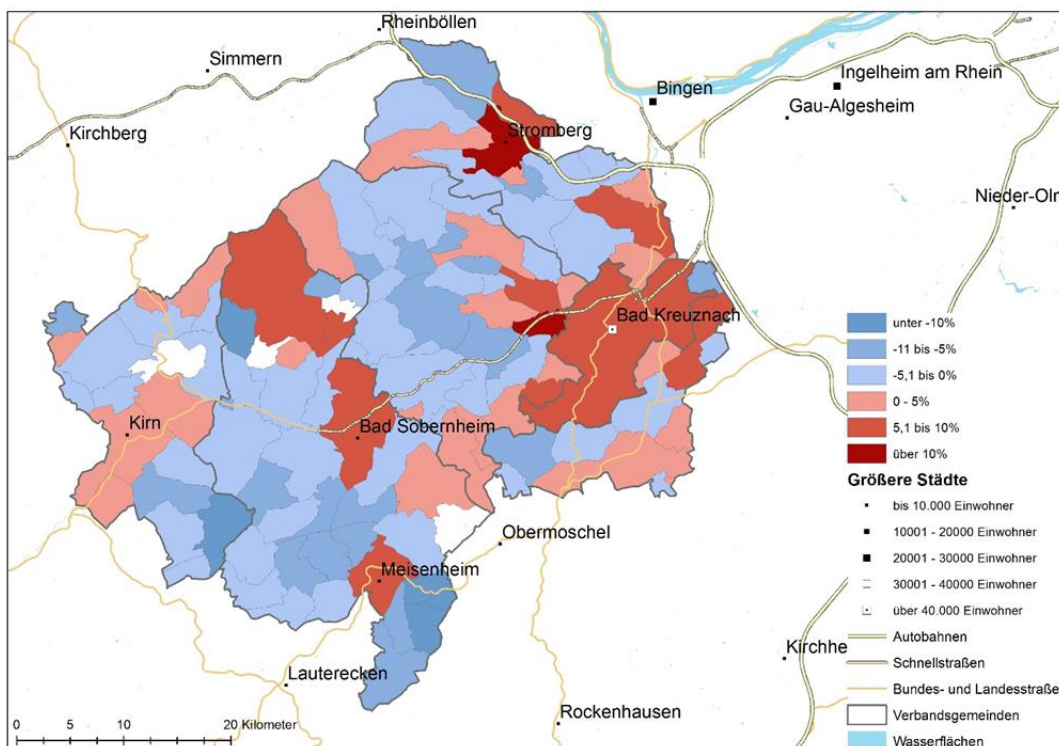 Rheinböllen
Simmern
Kirchberg
Stromberg
Bingen
Ingelheim am Rhein
Gau-Algesheim
Nieder-Olm
Bad Kreuznach
Kirn
Bad Sobernheim
Obermoschel
Meisenheim
Lauterecken
Rockenhausen
Kirchhe
unter -10%
-11 bis -5%
-5,1 bis 0%
0 - 5%
5,1 bis 10%
über 10%
Größere Städte
bis 10.000 Einwohner
10001 - 20000 Einwohner
20001 - 30000 Einwohner
30001 - 40000 Einwohner
über 40.000 Einwohner
Autobahnen
Schnellstraßen
Bundes- und Landesstraße
Verbandsgemeinden
Wasserflächen
0 5 10 20 Kilometer